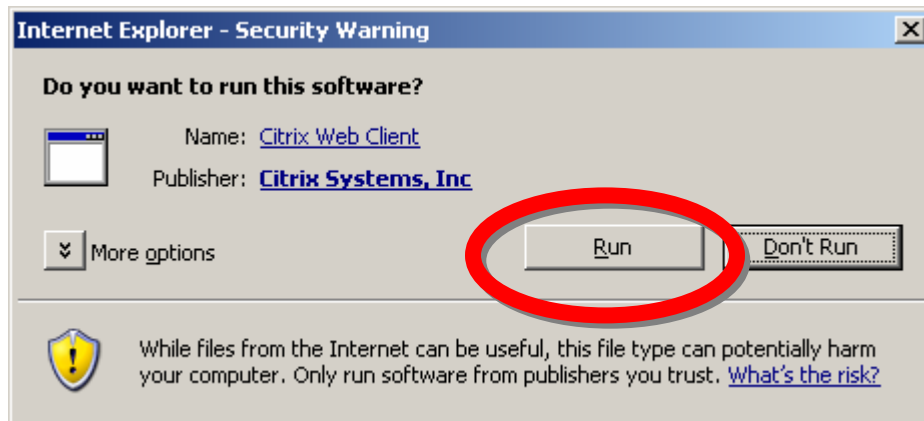 Internet Explorer - Security Warning
Do you want to run this software?
Name: Citrix Web Client
Publisher: Citrix Systems, Inc
More options Run Don't Run
While files from the Internet can be useful, this file type can potentially harm
your computer. Only run software from publishers you trust. What's the risk?